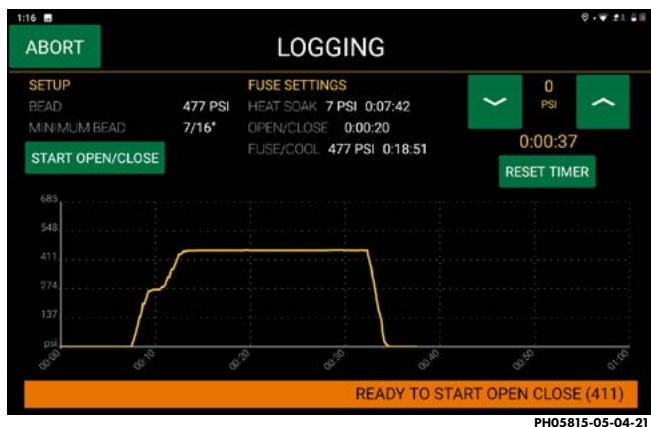 1:16
ABORT
LOGGING
SETUP
BEAD 477 PSI
MINIMUM BEAD 7/16"
START OPEN/CLOSE
FUSE SETTINGS
HEAT SOAK 7 PSI 0:07:42
OPEN/CLOSE 0:00:20
FUSE/COOL 477 PSI 0:18:51
0
PSI
0:00:37
RESET TIMER
685
548
411
274
137
psi
00:00 00:10 00:20 00:30 00:40 00:50 01:00
READY TO START OPEN CLOSE (411)
PH05815-05-04-21